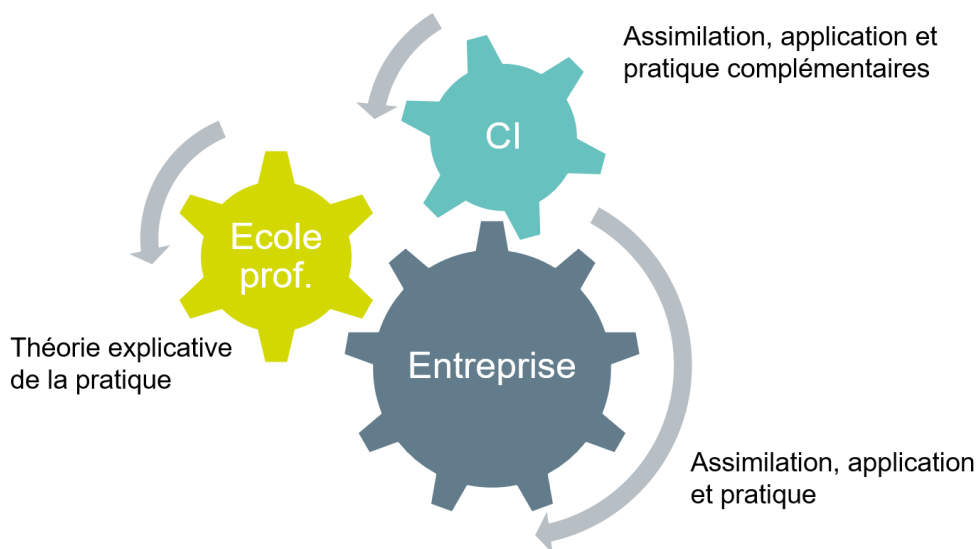 Assimilation, application et
pratique complémentaires
CI
Ecole
prof.
Théorie explicative
de la pratique
Entreprise
Assimilation, application
et pratique